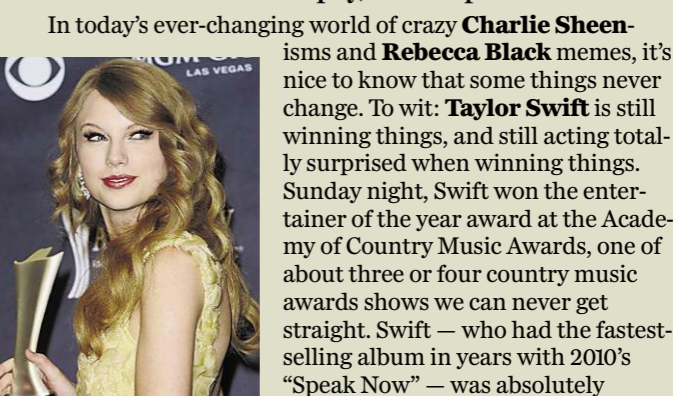 In today's ever-changing world of crazy Charlie Sheen-
isms and Rebecca Black memes, it's
nice to know that some things never
change. To wit: Taylor Swift is still
winning things, and still acting total-
ly surprised when winning things.
Sunday night, Swift won the enter-
tainer of the year award at the Acade-
my of Country Music Awards, one of
about three or four country music
awards shows we can never get
straight. Swift — who had the fastest-
selling album in years with 2010's
“Speak Now” — was absolutely
LAS VEGAS